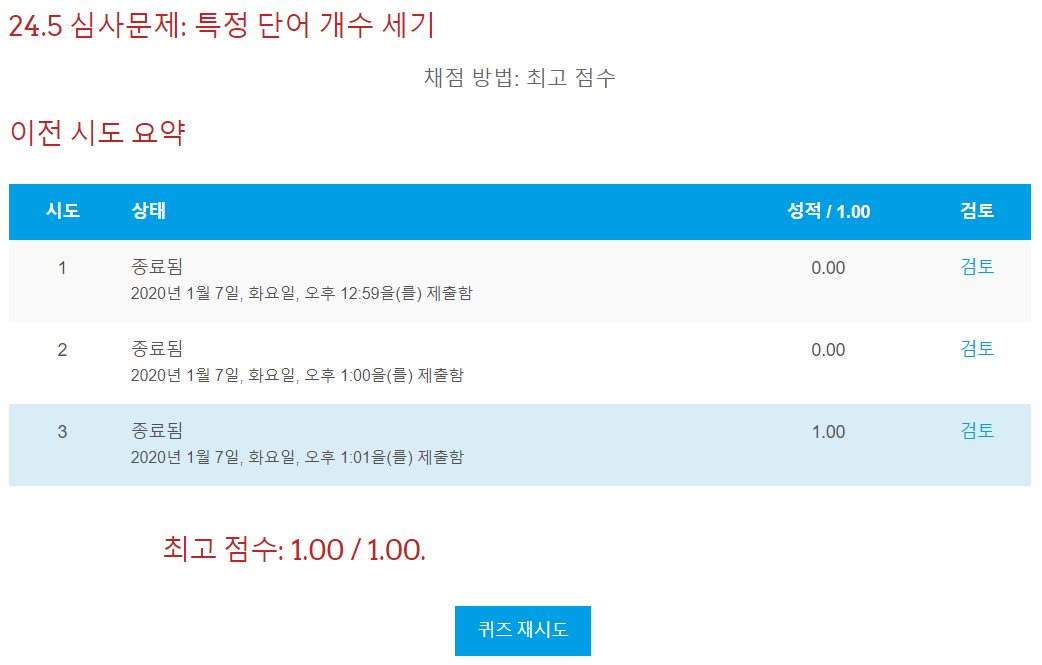 24.5 심사문제: 특정 단어 개수 세기
채점 방법: 최고 점수
이전 시도 요약
시도 상태 성적 / 1.00 검토
1 종료됨 0.00 검토
2020년 1월 7일, 화요일, 오후 12:59을(를) 제출함
2 종료됨 0.00 검토
2020년 1월 7일, 화요일, 오후 1:00을(를) 제출함
3 종료됨 1.00 검토
2020년 1월 7일, 화요일, 오후 1:01을(를) 제출함
최고 점수: 1.00 / 1.00.
퀴즈 재시도